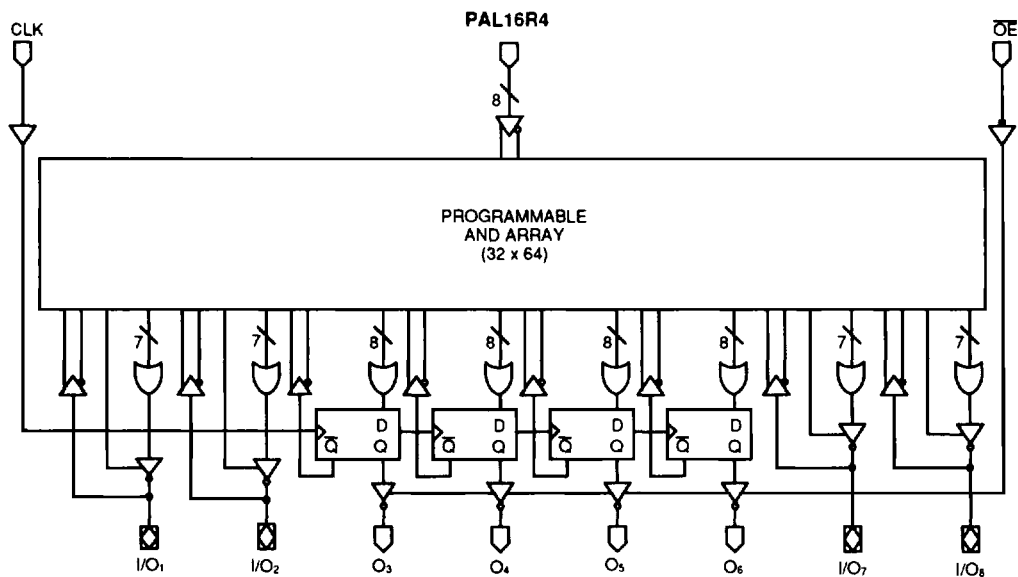 PAL16R4
CLK
OE
8
PROGRAMMABLE
AND ARRAY
(32 x 64)
7 7 8 8 8 8 7 7
D D D D
Q Q Q Q Q Q Q Q
I/O1 I/O2 O3 O4 O5 O6 I/O7 I/O8